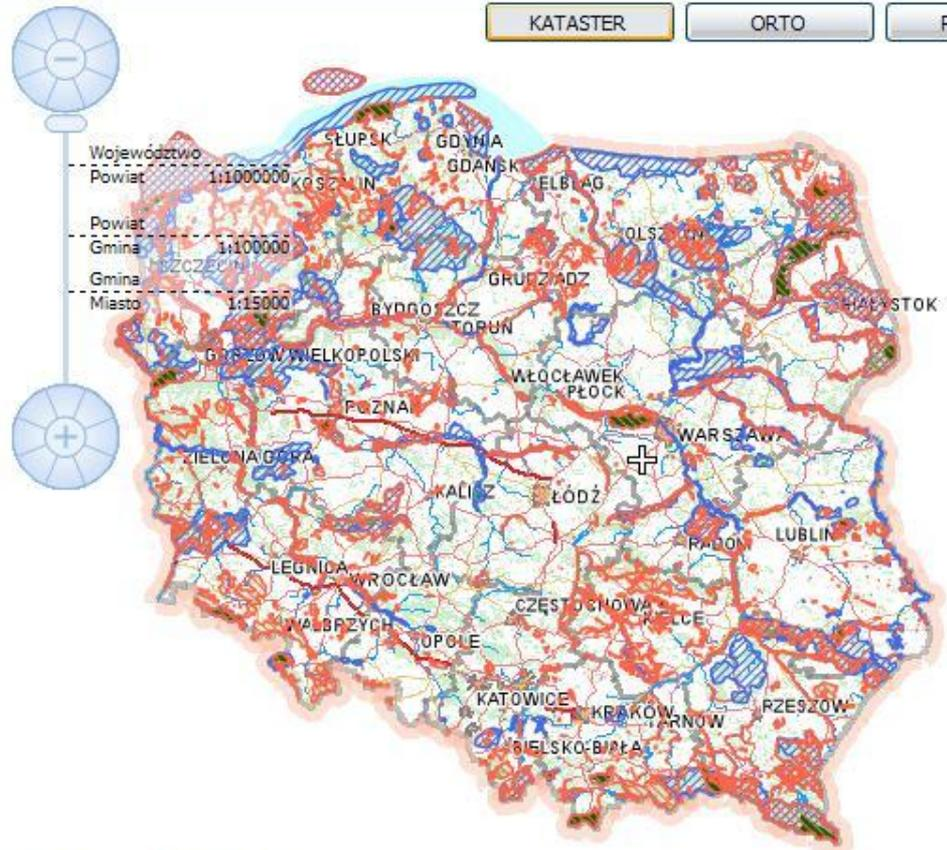 KATASTER
ORTO
SŁUPSK
GDYNIA
GDAŃSK
Województwo
Powiat 1:1000000
KOSZALIN
ELBLĄG
Powiat
Gmina 1:100000
SZCZECIN
OLSZTYN
Gmina
Miasto 1:15000
GRUDZIĄDZ
BYDGOSZCZ
TORUŃ
BIAŁYSTOK
GORZÓW WIELKOPOLSKI
WŁOCŁAWEK
PŁOCK
POZNA
WARSZAWA
ZIELONA GÓRA
KALISZ
ŁÓDŹ
RADOM
LUBLIN
LEGNICA
WROCŁAW
CZĘSTOCHOWA
KIELCE
WAŁBRZYCH
OPOLE
KATOWICE
KRAKÓW
TARNÓW
RZESZÓW
BIELSKO-BIAŁA